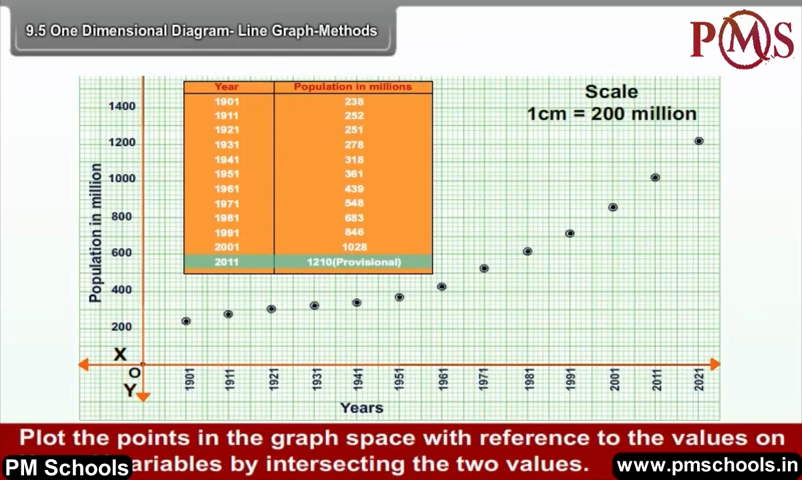 9.5 One Dimensional Diagram- Line Graph-Methods
PMS
Year Population in millions
1901 238
1911 252
1921 251
1931 278
1941 318
1951 361
1961 439
1971 548
1981 683
1991 846
2001 1028
2011 1210(Provisional)
Scale
1cm = 200 million
Population in million
1400
1200
1000
800
600
400
200
X
O
Y
1901 1911 1921 1931 1941 1951 1961 1971 1981 1991 2001 2011 2021
Years
Plot the points in the graph space with reference to the values on
variables by intersecting the two values.
PM Schools
www.pmschools.in